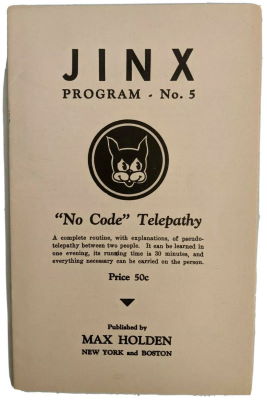 JINX
PROGRAM - No. 5
"No Code" Telepathy
A complete routine, with explanations, of pseudo-
telepathy between two people. It can be learned in
one evening, its running time is 30 minutes, and
everything necessary can be carried on the person.
Price 50c
Published by
MAX HOLDEN
NEW YORK and BOSTON